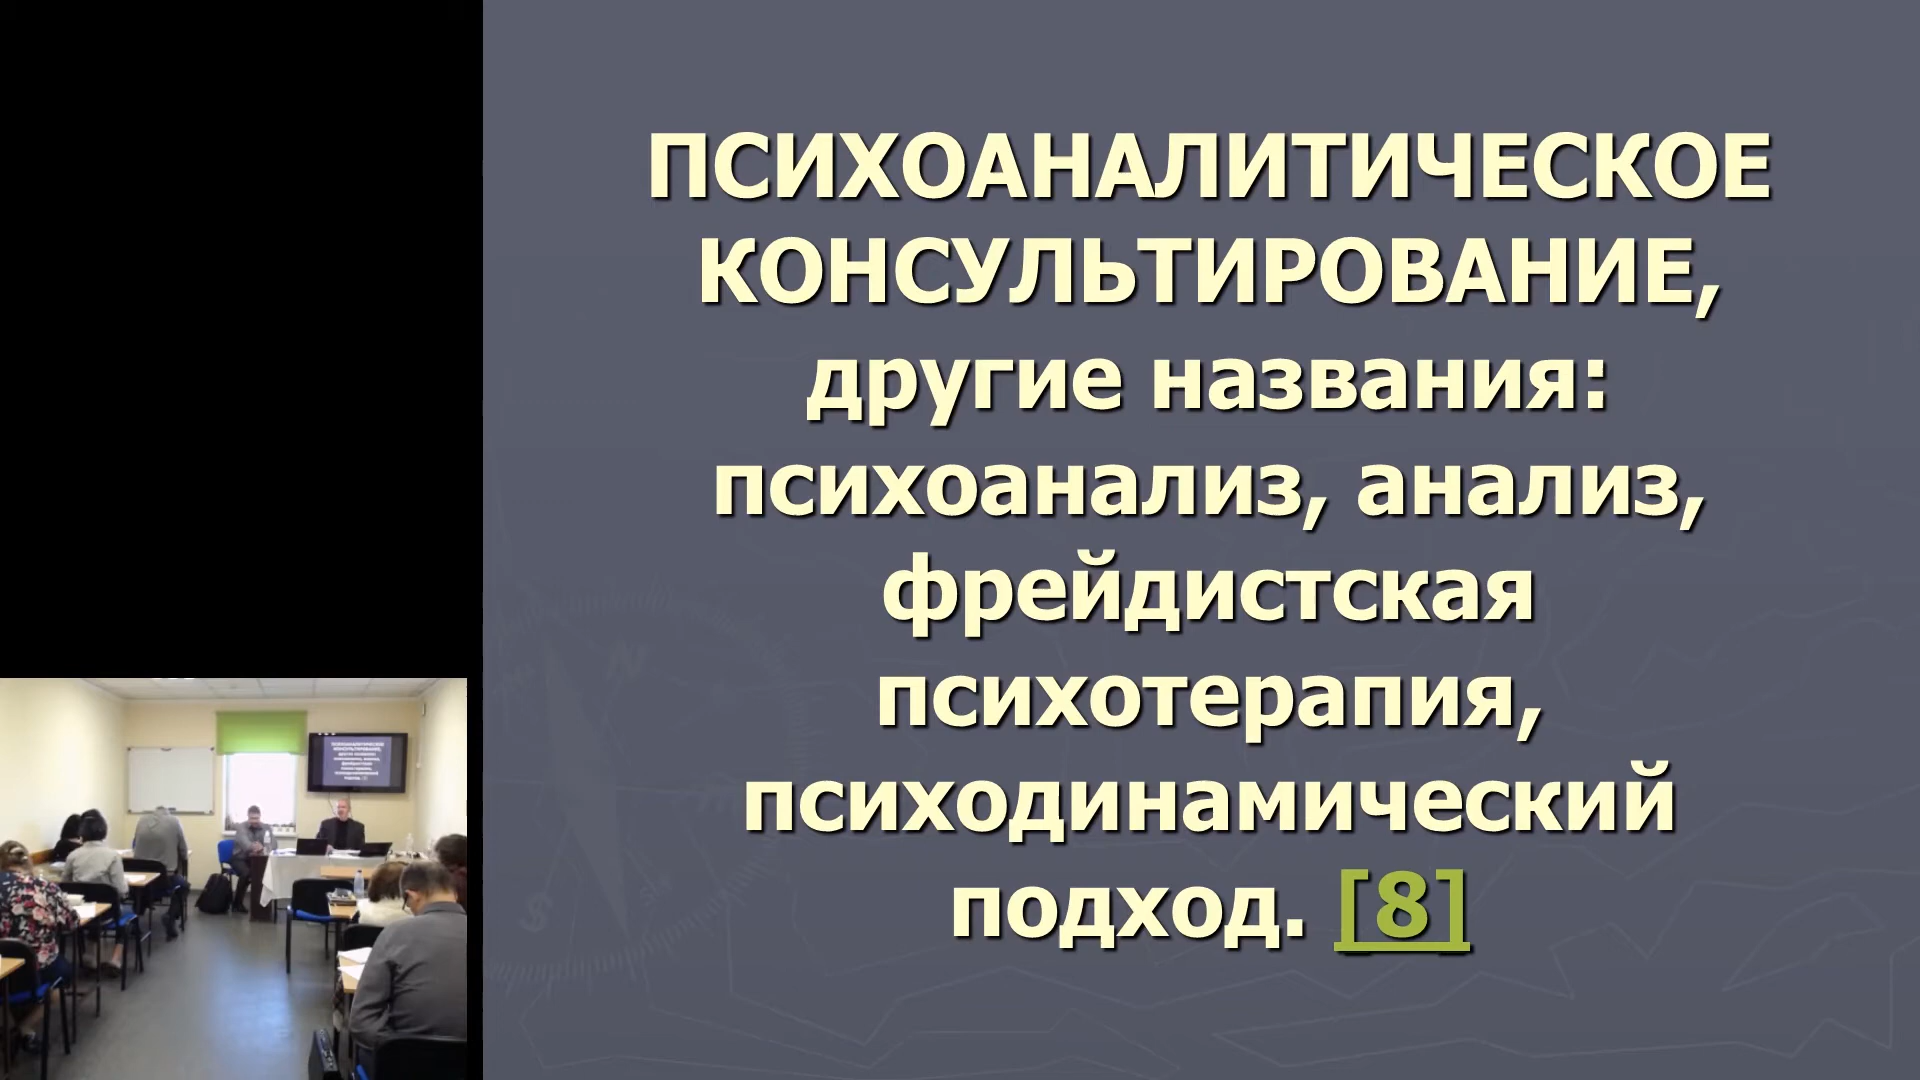 ПСИХОАНАЛИТИЧЕСКОЕ
КОНСУЛЬТИРОВАНИЕ,
другие названия:
психоанализ, анализ,
фрейдистская
психотерапия,
психодинамический
подход. [8]